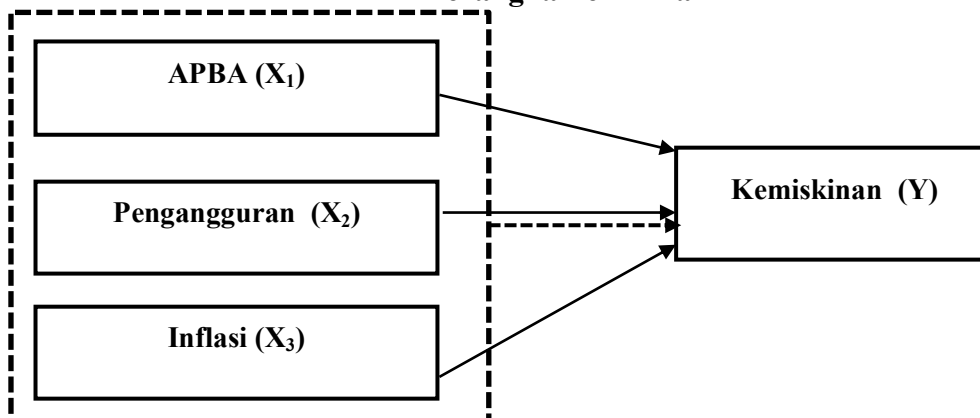 APBA (X₁)
Pengangguran (X₂)
Kemiskinan (Y)
Inflasi (X₃)